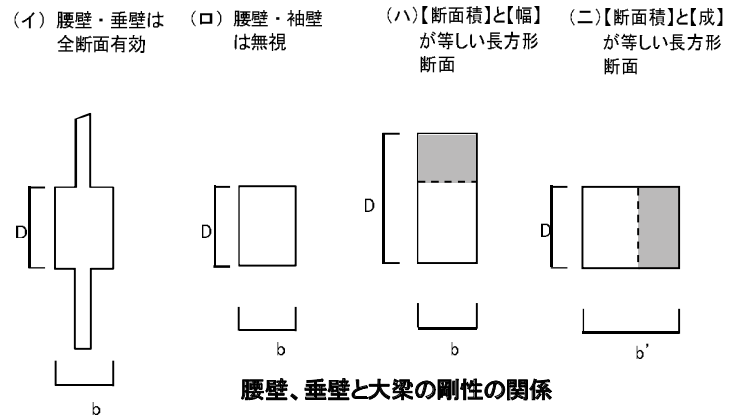 (イ) 腰壁・垂壁は
全断面有効
(ロ) 腰壁・袖壁
は無視
(ハ)【断面積】と【幅】
が等しい長方形
断面
(ニ)【断面積】と【成】
が等しい長方形
断面
D
b
D
b
D
b
D
b’
腰壁、垂壁と大梁の剛性の関係